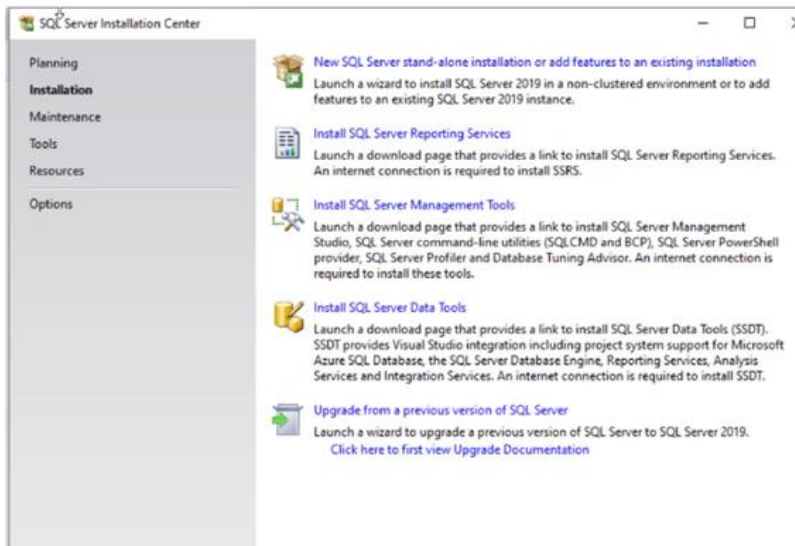 SQL Server Installation Center
Planning
Installation
Maintenance
Tools
Resources
Options
New SQL Server stand-alone installation or add features to an existing installation
Launch a wizard to install SQL Server 2019 in a non-clustered environment or to add
features to an existing SQL Server 2019 instance.
Install SQL Server Reporting Services
Launch a download page that provides a link to install SQL Server Reporting Services.
An internet connection is required to install SSRS.
Install SQL Server Management Tools
Launch a download page that provides a link to install SQL Server Management
Studio, SQL Server command-line utilities (SQLCMD and BCP), SQL Server PowerShell
provider, SQL Server Profiler and Database Tuning Advisor. An internet connection is
required to install these tools.
Install SQL Server Data Tools
Launch a download page that provides a link to install SQL Server Data Tools (SSDT).
SSDT provides Visual Studio integration including project system support for Microsoft
Azure SQL Database, the SQL Server Database Engine, Reporting Services, Analysis
Services and Integration Services. An internet connection is required to install SSDT.
Upgrade from a previous version of SQL Server
Launch a wizard to upgrade a previous version of SQL Server to SQL Server 2019.
Click here to first view Upgrade Documentation